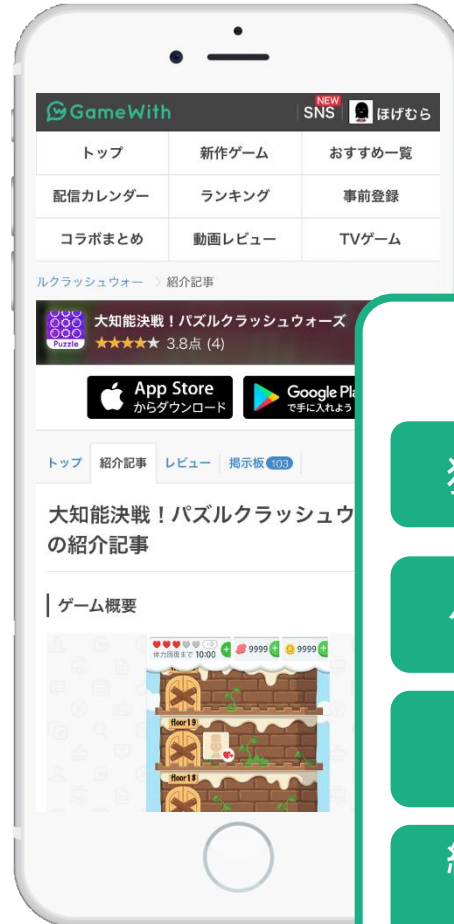 GameWith
NEW
SNS
ほげむら
トップ 新作ゲーム おすすめ一覧
配信カレンダー ランキング 事前登録
コラボまとめ 動画レビュー TVゲーム
ルクラッシュウォー 紹介記事
大知能決戦！パズルクラッシュウォーズ
Puzzle
3.8点 (4)
App Store
からダウンロード
Google Pl
で手に入れよう
トップ 紹介記事 レビュー 掲示板 103
大知能決戦！パズルクラッシュウ
の紹介記事
ゲーム概要
体力回復まで 10:00
+0
9999
9999
floor19
floor18